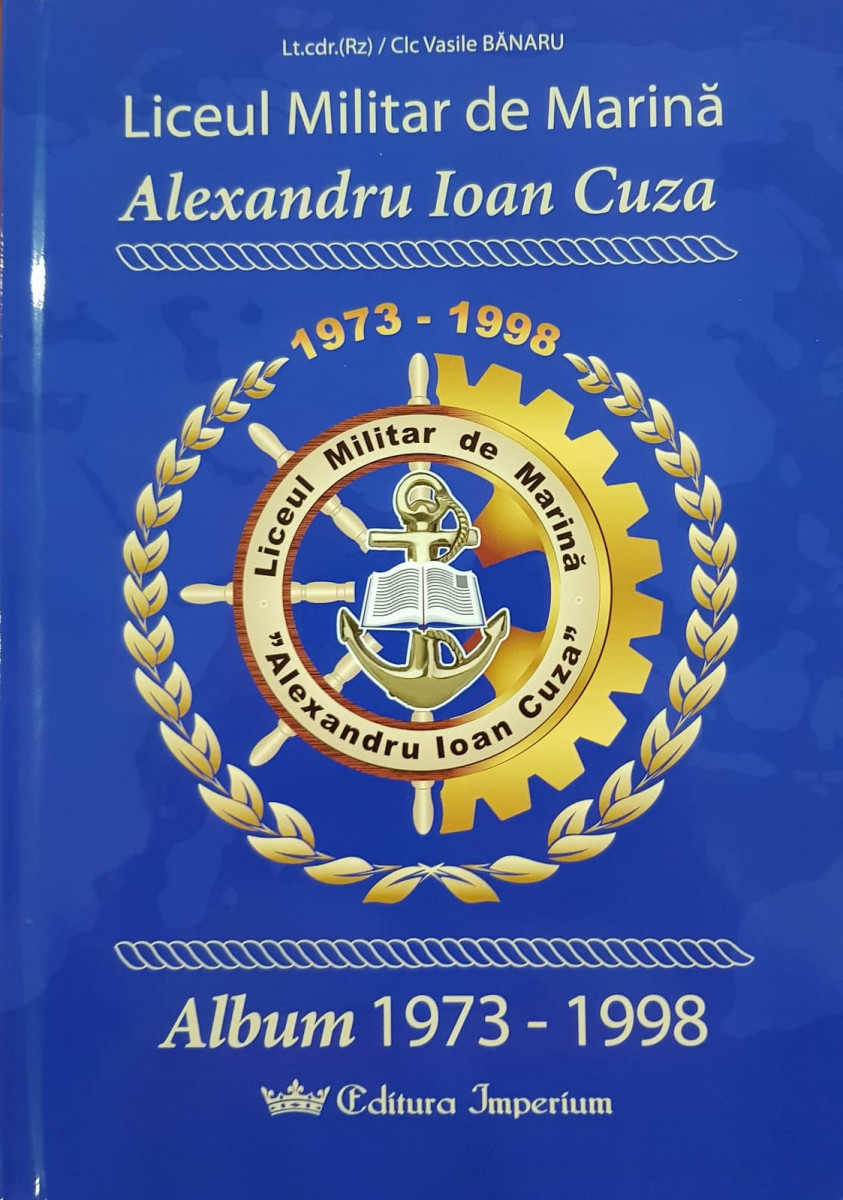 Lt.cdr.(Rz) / Clc Vasile BĂNARU
Liceul Militar de Marină
Alexandru Ioan Cuza
1973 - 1998
Liceul Militar de Marină
"Alexandru Ioan Cuza"
Album 1973 - 1998
Editura Imperium